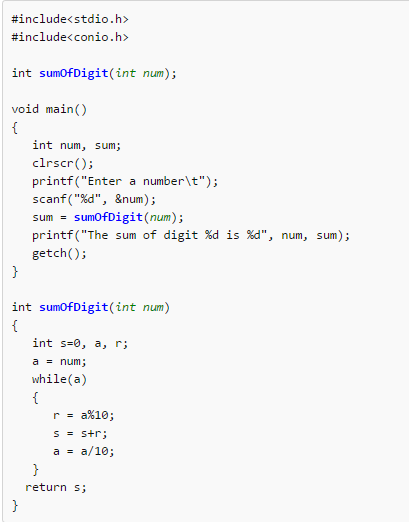 #include<stdio.h>
#include<conio.h>
int sumOfDigit(int num);
void main()
{
int num, sum;
clrscr();
printf("Enter a number\t");
scanf("%d", &num);
sum = sumOfDigit(num);
printf("The sum of digit %d is %d", num, sum);
getch();
}
int sumOfDigit(int num)
{
int s=0, a, r;
a = num;
while(a)
{
r = a%10;
s = s+r;
a = a/10;
}
return s;
}